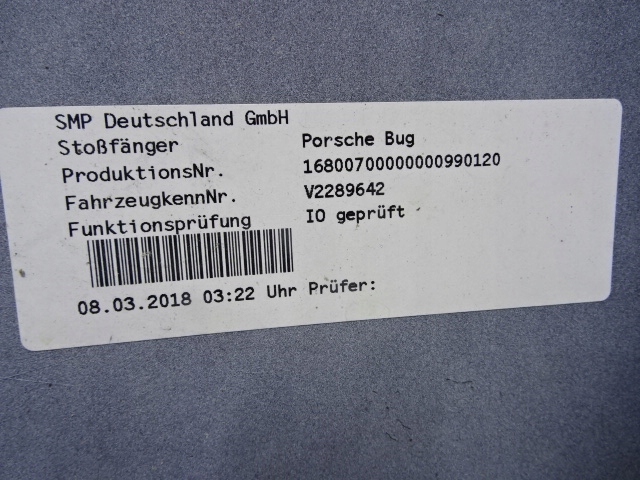 SMP Deutschland GmbH
Stoßfänger Porsche Bug
ProduktionsNr. 16800700000000990120
FahrzeugkennNr. V2289642
Funktionsprüfung IO geprüft
08.03.2018 03:22 Uhr Prüfer: